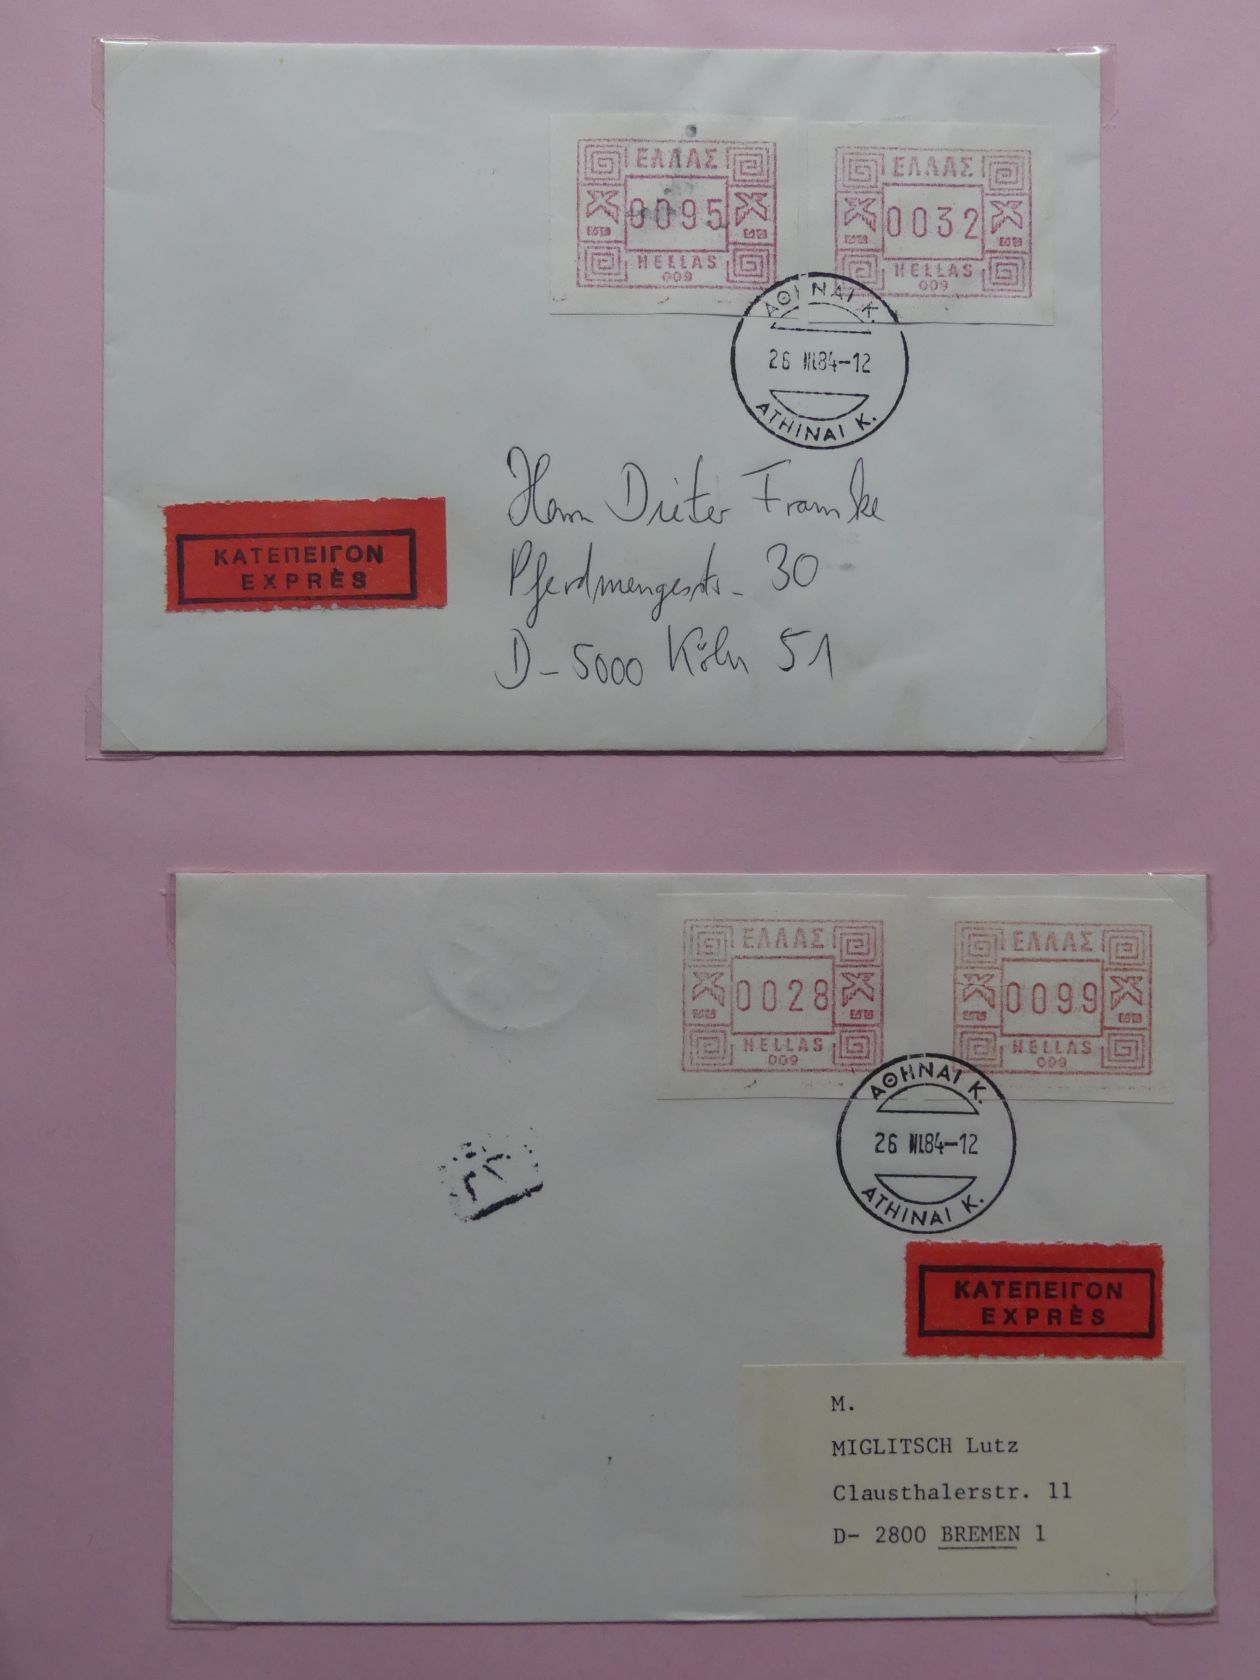 ΕΛΛΑΣ
0095
HELLAS
009
ΕΛΛΑΣ
0032
HELLAS
009
ΑΘΗΝΑΙ Κ.
26 VII.84-12
ATHINAI K.
ΚΑΤΕΠΕΙΓΟΝ
EXPRÈS
Herrn Dieter Franke
Pferdmengesstr. 30
D-5000 Köln 51
ΕΛΛΑΣ
0028
HELLAS
009
ΕΛΛΑΣ
0099
HELLAS
009
ΑΘΗΝΑΙ Κ.
26 VII.84-12
ATHINAI K.
ΚΑΤΕΠΕΙΓΟΝ
EXPRÈS
M.
MIGLITSCH Lutz
Clausthalerstr. 11
D- 2800 BREMEN 1